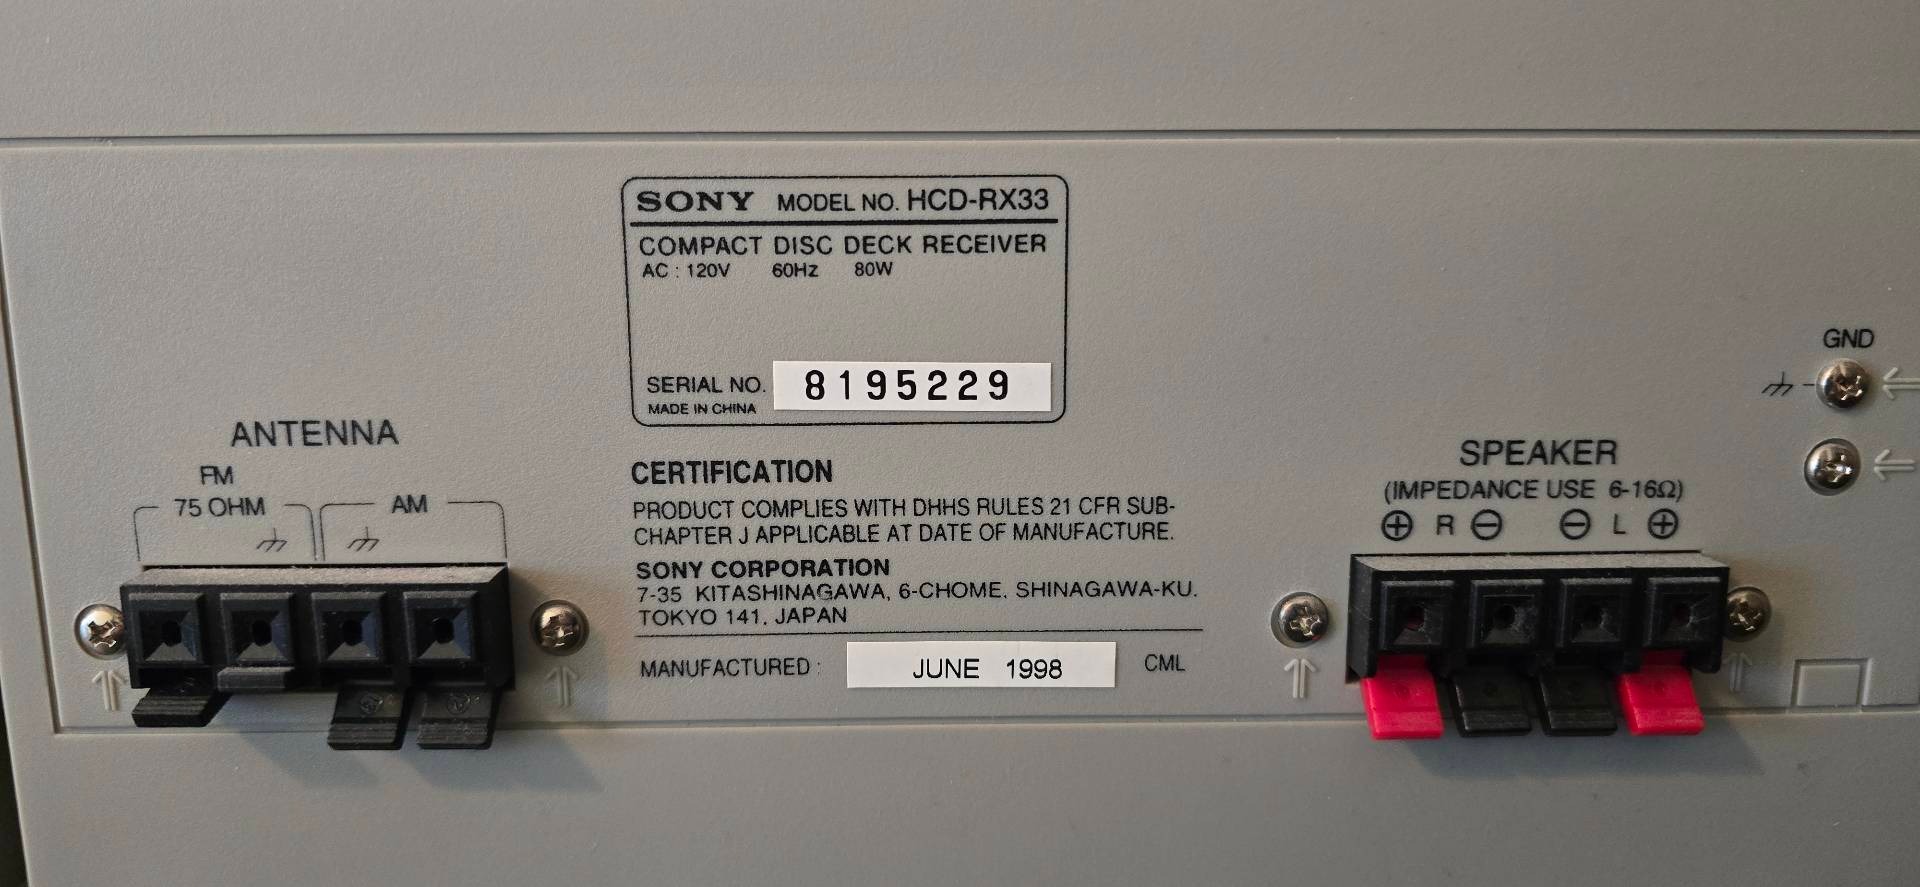 SONY MODEL NO. HCD-RX33
COMPACT DISC DECK RECEIVER
AC : 120V 60Hz 80W
SERIAL NO. 8195229
MADE IN CHINA
ANTENNA
FM
75 OHM
AM
CERTIFICATION
PRODUCT COMPLIES WITH DHHS RULES 21 CFR SUB-
CHAPTER J APPLICABLE AT DATE OF MANUFACTURE.
SONY CORPORATION
7-35 KITASHINAGAWA, 6-CHOME, SHINAGAWA-KU.
TOKYO 141, JAPAN
MANUFACTURED : JUNE 1998 CML
GND
SPEAKER
(IMPEDANCE USE 6-16Ω)
⊕ R ⊖ ⊖ L ⊕